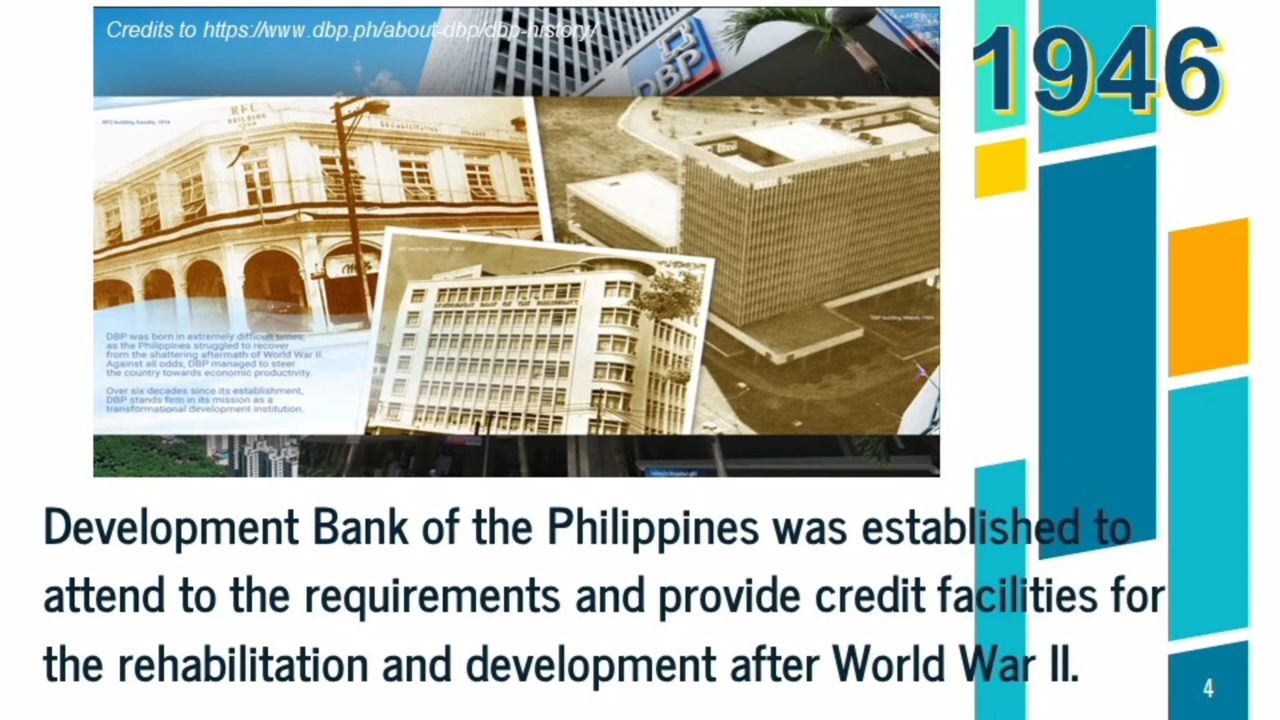 Credits to https://www.dbp.ph/about-dbp/dbp-history/
1946
DBP
RFC
BUILDING
DBP was born in extremely difficult times,
as the Philippines struggled to recover
from the shattering aftermath of World War II.
Against all odds, DBP managed to steer
the country towards economic productivity.
Over six decades since its establishment,
DBP stands firm in its mission as a
transformational development institution.
Development Bank of the Philippines was established to
attend to the requirements and provide credit facilities for
the rehabilitation and development after World War II.
4